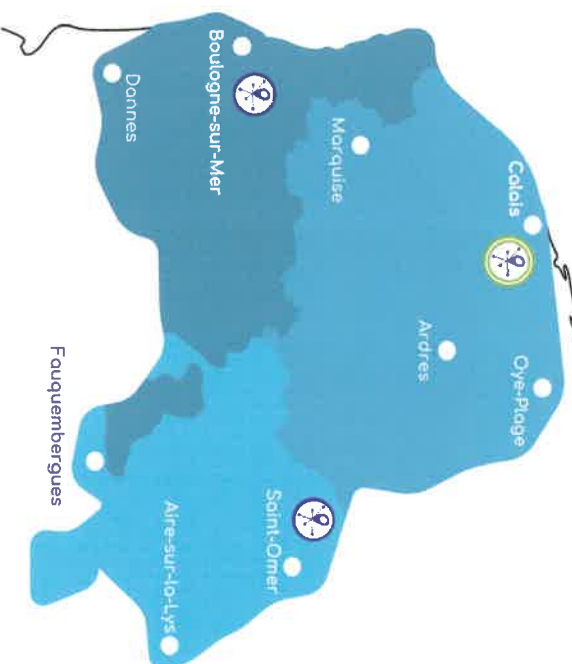 Calais
Oye-Plage
Marquise
Ardres
Boulogne-sur-Mer
Dannes
Saint-Omer
Aire-sur-la-Lys
Fauquembergues